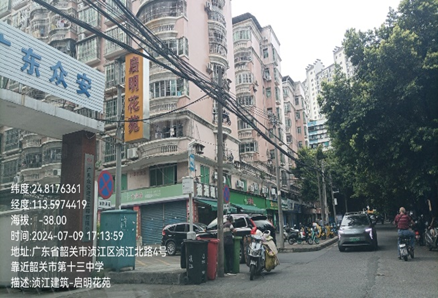 广东众安
启明花苑
纬度:24.8176361
经度:113.5974419
海拔: -38.00
时间:2024-07-09 17:13:59
地址:广东省韶关市浈江区浈江北路4号
靠近韶关市第十三中学
描述:浈江建筑-启明花苑